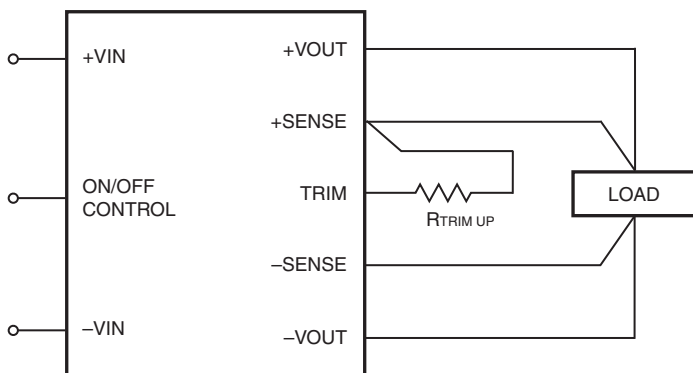 +VIN
ON/OFF
CONTROL
–VIN
+VOUT
+SENSE
TRIM
–SENSE
–VOUT
RTRIM UP
LOAD